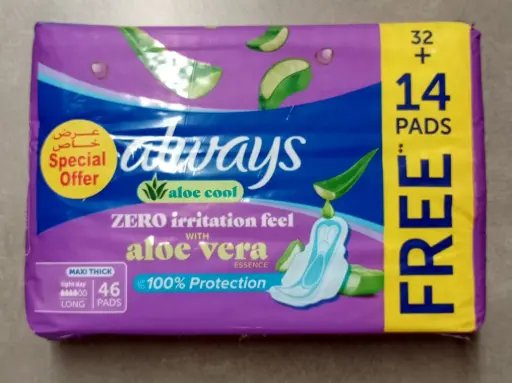 32
+
14
PADS
FREE**
عرض
خاص
Special
Offer
always
aloe cool
ZERO irritation feel
WITH
aloe vera
ESSENCE
100% Protection
MAXI THICK
LONG
46
PADS